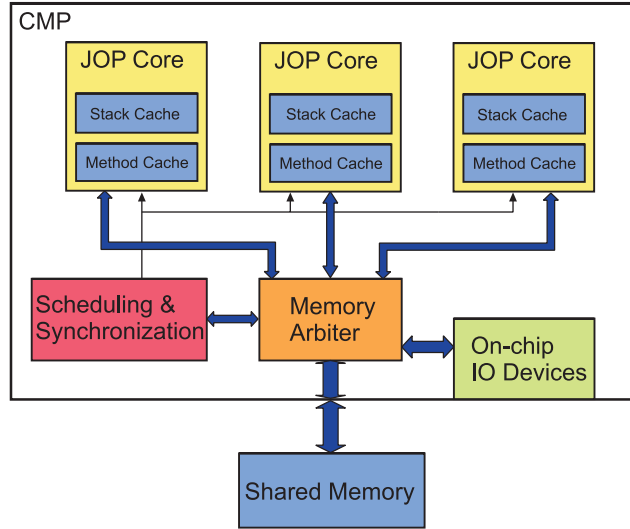 CMP
JOP Core
JOP Core
JOP Core
Stack Cache
Stack Cache
Stack Cache
Method Cache
Method Cache
Method Cache
Scheduling &
Synchronization
Memory
Arbiter
On-chip
IO Devices
Shared Memory